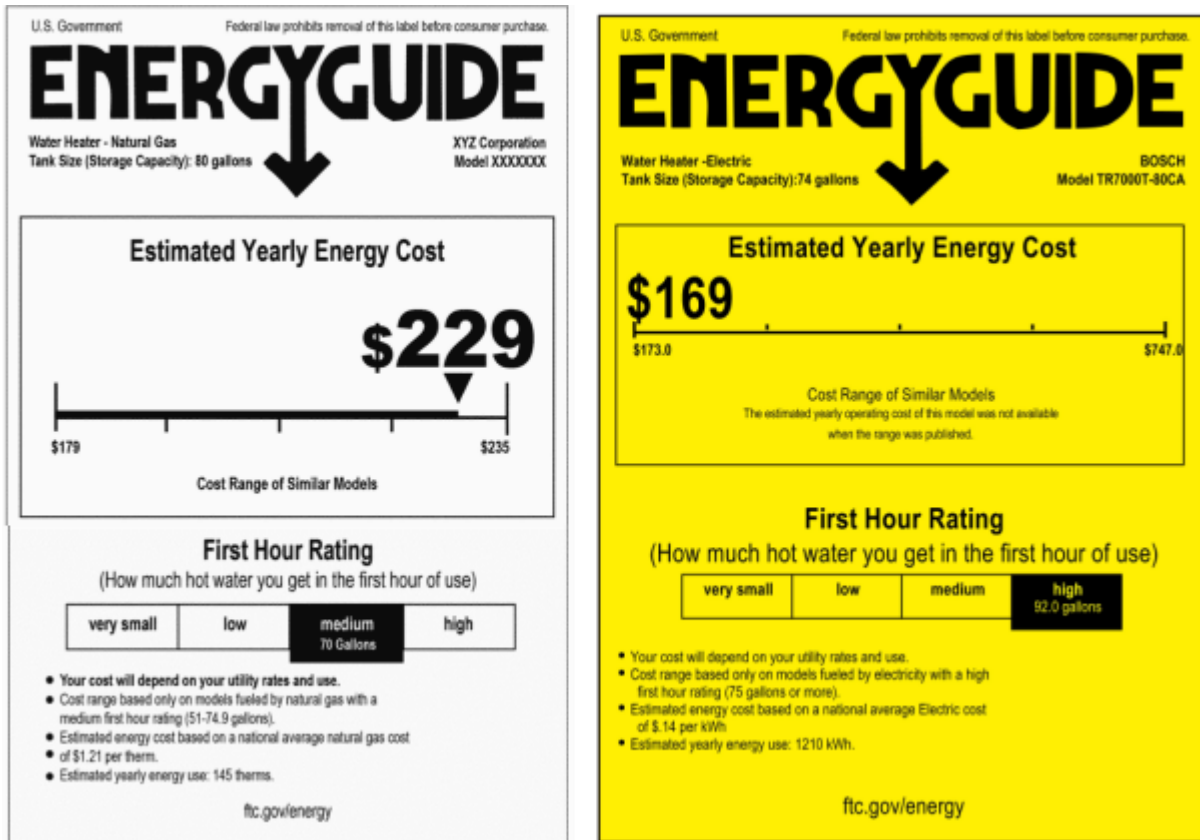 U.S. Government Federal law prohibits removal of this label before consumer purchase.
ENERGYGUIDE
Water Heater - Natural Gas XYZ Corporation
Tank Size (Storage Capacity): 80 gallons Model XXXXXXX
Estimated Yearly Energy Cost
$229
$179 $235
Cost Range of Similar Models
First Hour Rating
(How much hot water you get in the first hour of use)
very small low medium high
70 Gallons
● Your cost will depend on your utility rates and use.
● Cost range based only on models fueled by natural gas with a
medium first hour rating (51-74.9 gallons).
● Estimated energy cost based on a national average natural gas cost
● of $1.21 per therm.
● Estimated yearly energy use: 145 therms.
ftc.gov/energy
U.S. Government Federal law prohibits removal of this label before consumer purchase.
ENERGYGUIDE
Water Heater -Electric BOSCH
Tank Size (Storage Capacity):74 gallons Model TR7000T-80CA
Estimated Yearly Energy Cost
$169
$173.0 $747.0
Cost Range of Similar Models
The estimated yearly operating cost of this model was not available
when the range was published.
First Hour Rating
(How much hot water you get in the first hour of use)
very small low medium high
92.0 gallons
• Your cost will depend on your utility rates and use.
• Cost range based only on models fueled by electricity with a high
first hour rating (75 gallons or more).
• Estimated energy cost based on a national average Electric cost
of $.14 per kWh
• Estimated yearly energy use: 1210 kWh.
ftc.gov/energy